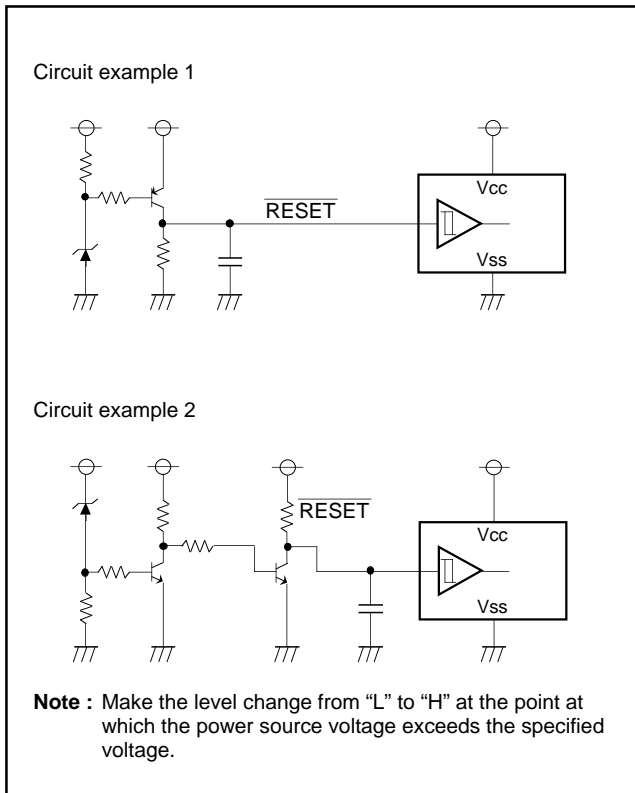 Circuit example 1
RESET
Vcc
Vss
Circuit example 2
RESET
Vcc
Vss
Note : Make the level change from “L” to “H” at the point at
which the power source voltage exceeds the specified
voltage.